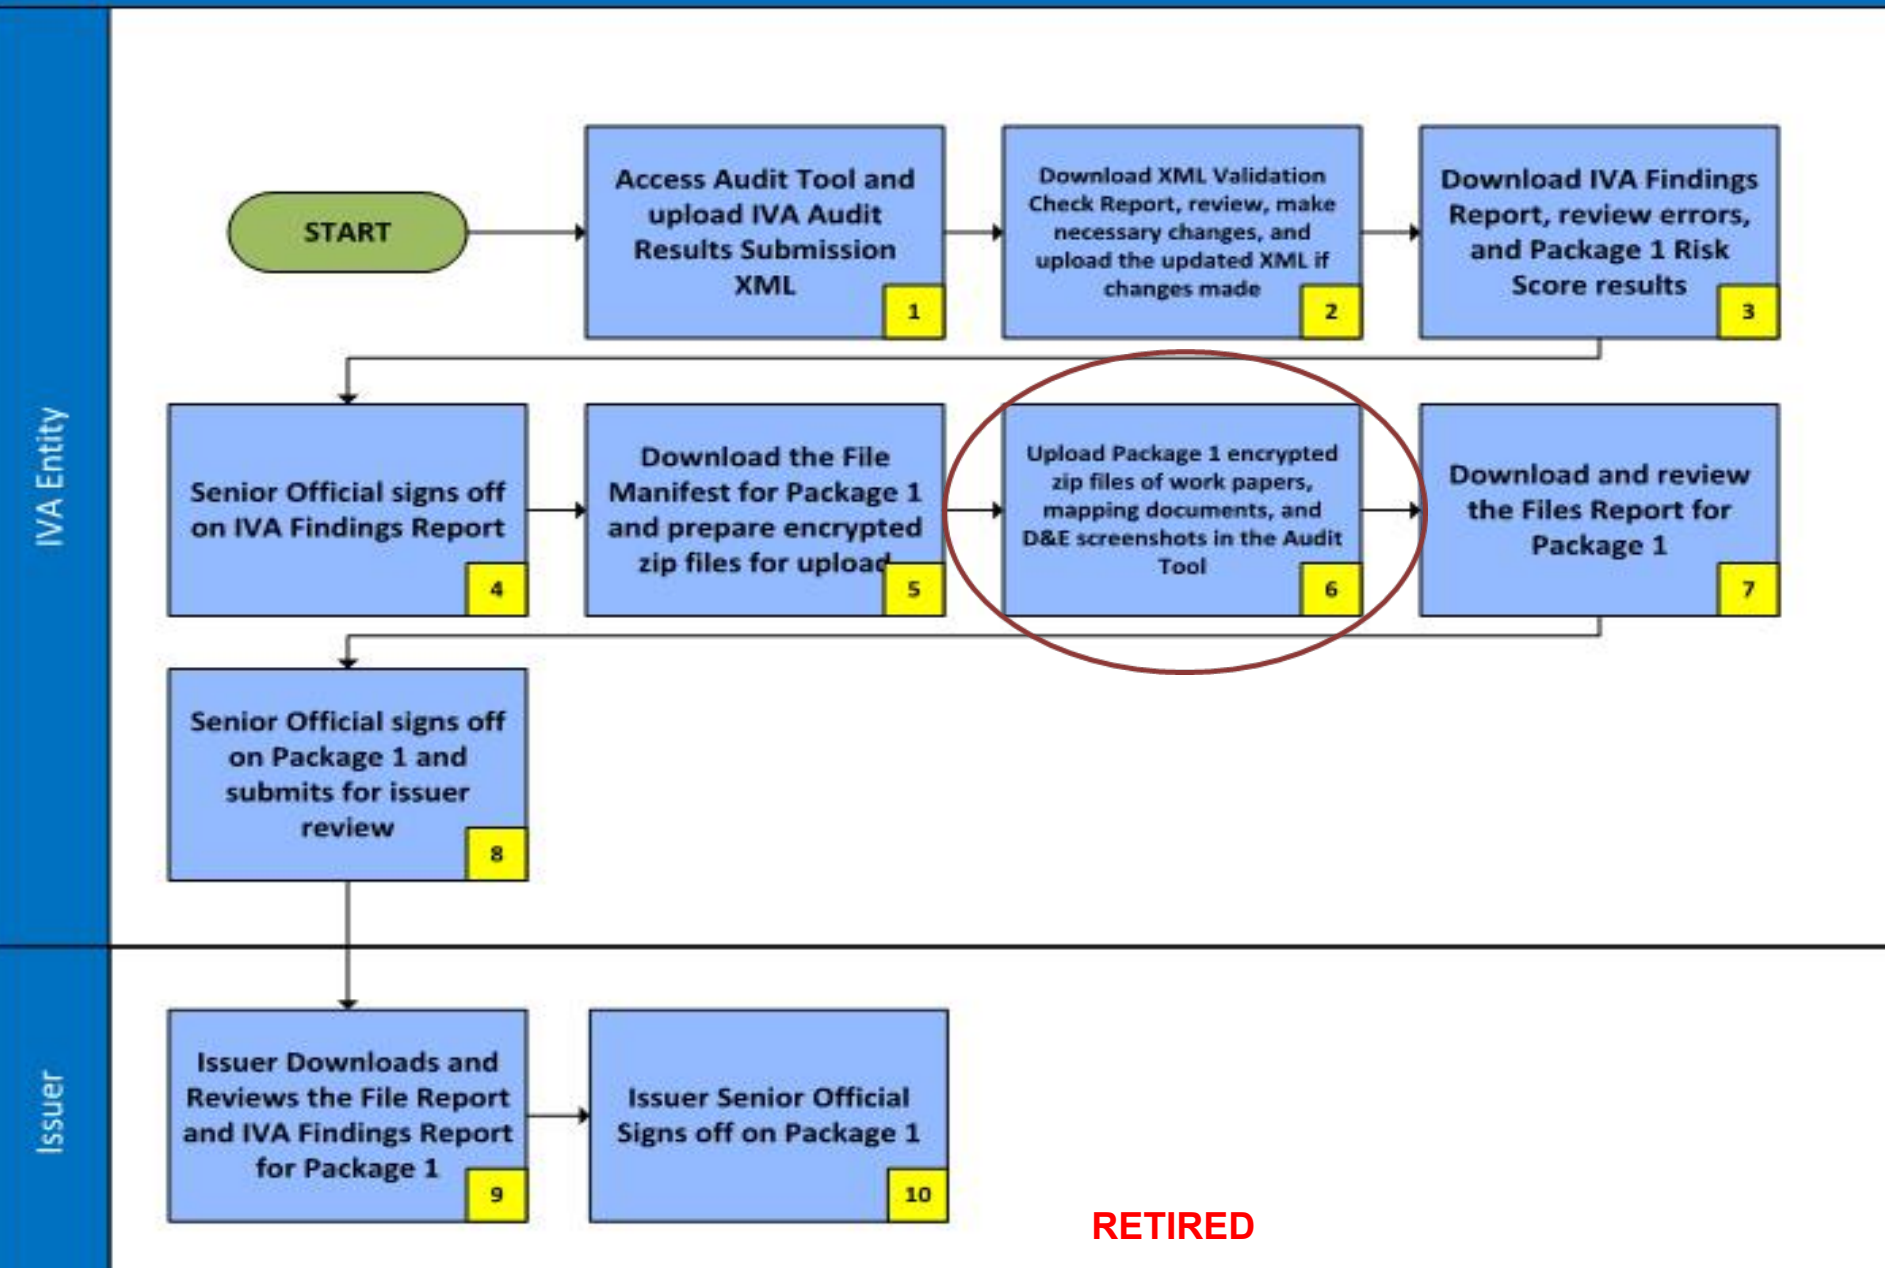 IVA Entity
START
Access Audit Tool and
upload IVA Audit
Results Submission
XML
1
Download XML Validation
Check Report, review, make
necessary changes, and
upload the updated XML if
changes made
2
Download IVA Findings
Report, review errors,
and Package 1 Risk
Score results
3
Senior Official signs off
on IVA Findings Report
4
Download the File
Manifest for Package 1
and prepare encrypted
zip files for upload
5
Upload Package 1 encrypted
zip files of work papers,
mapping documents, and
D&E screenshots in the Audit
Tool
6
Download and review
the Files Report for
Package 1
7
Senior Official signs off
on Package 1 and
submits for issuer
review
8
Issuer
Issuer Downloads and
Reviews the File Report
and IVA Findings Report
for Package 1
9
Issuer Senior Official
Signs off on Package 1
10
RETIRED